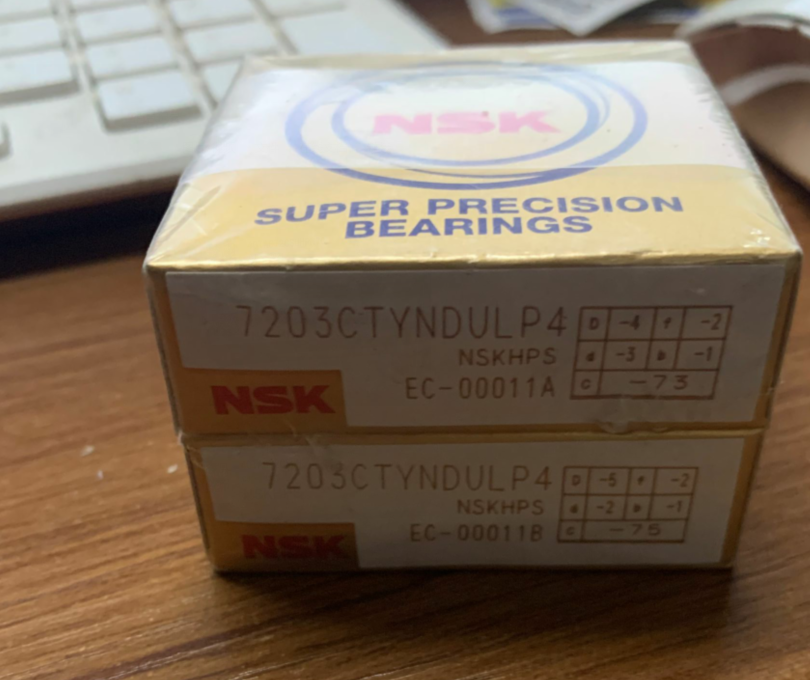 NSK
SUPER PRECISION
BEARINGS
7203CTYNDULP4
NSKHPS
EC-00011A
NSK
D -4 f -2
d -3 b -1
C -73
7203CTYNDULP4
NSKHPS
EC-00011B
NSK
D -5 f -2
d -2 b -1
C -75